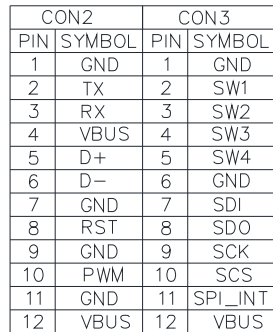 CON2 CON3
PIN SYMBOL PIN SYMBOL
1 GND 1 GND
2 TX 2 SW1
3 RX 3 SW2
4 VBUS 4 SW3
5 D+ 5 SW4
6 D- 6 GND
7 GND 7 SDI
8 RST 8 SDO
9 GND 9 SCK
10 PWM 10 SCS
11 GND 11 SPI_INT
12 VBUS 12 VBUS